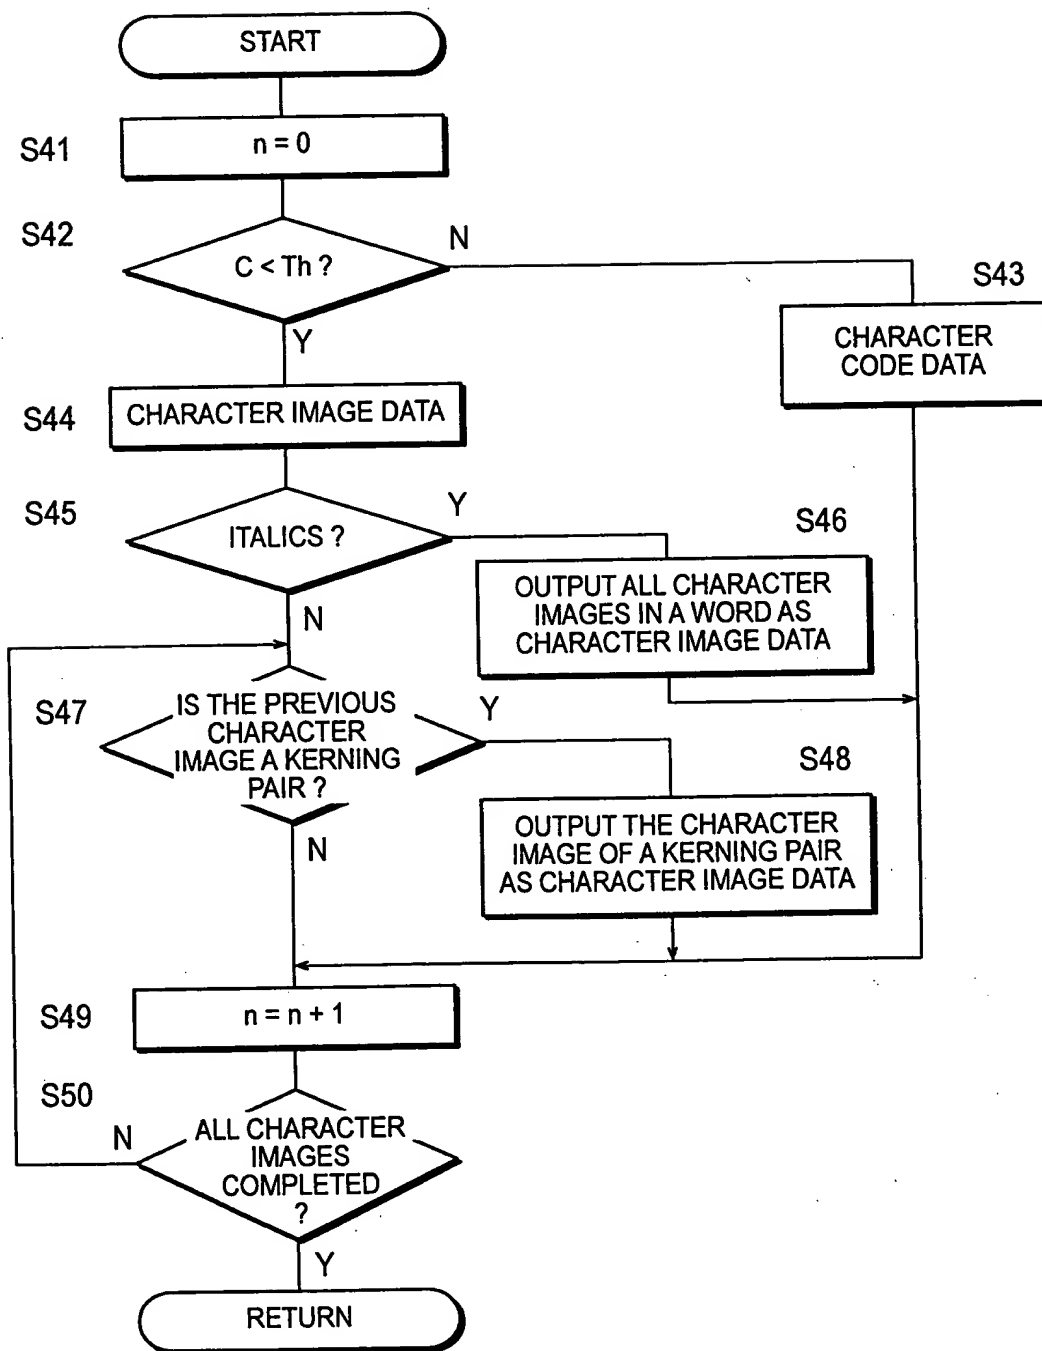 START
S41
n = 0
S42
C < Th ?
N
Y
S43
CHARACTER
CODE DATA
S44
CHARACTER IMAGE DATA
S45
ITALICS ?
Y
N
S46
OUTPUT ALL CHARACTER
IMAGES IN A WORD AS
CHARACTER IMAGE DATA
S47
IS THE PREVIOUS
CHARACTER
IMAGE A KERNING
PAIR ?
Y
N
S48
OUTPUT THE CHARACTER
IMAGE OF A KERNING PAIR
AS CHARACTER IMAGE DATA
S49
n = n + 1
S50
N
ALL CHARACTER
IMAGES
COMPLETED
?
Y
RETURN